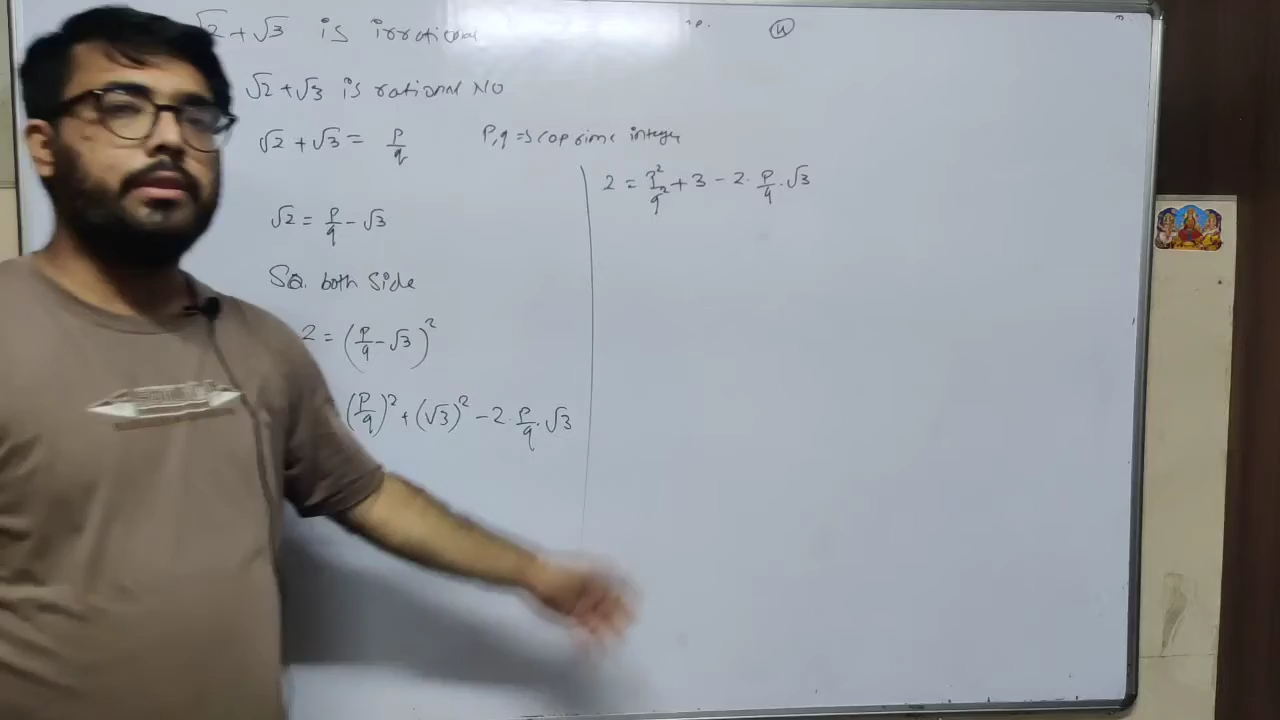 √2 + √3 is irrational
√2 + √3 is rational NO
√2 + √3 = p/q    P, q => coprime integer
√2 = p/q - √3
SQ. both side
2 = (p/q - √3)²
(p/q)² + (√3)² - 2. p/q . √3
2 = p²/q² + 3 - 2. p/q . √3